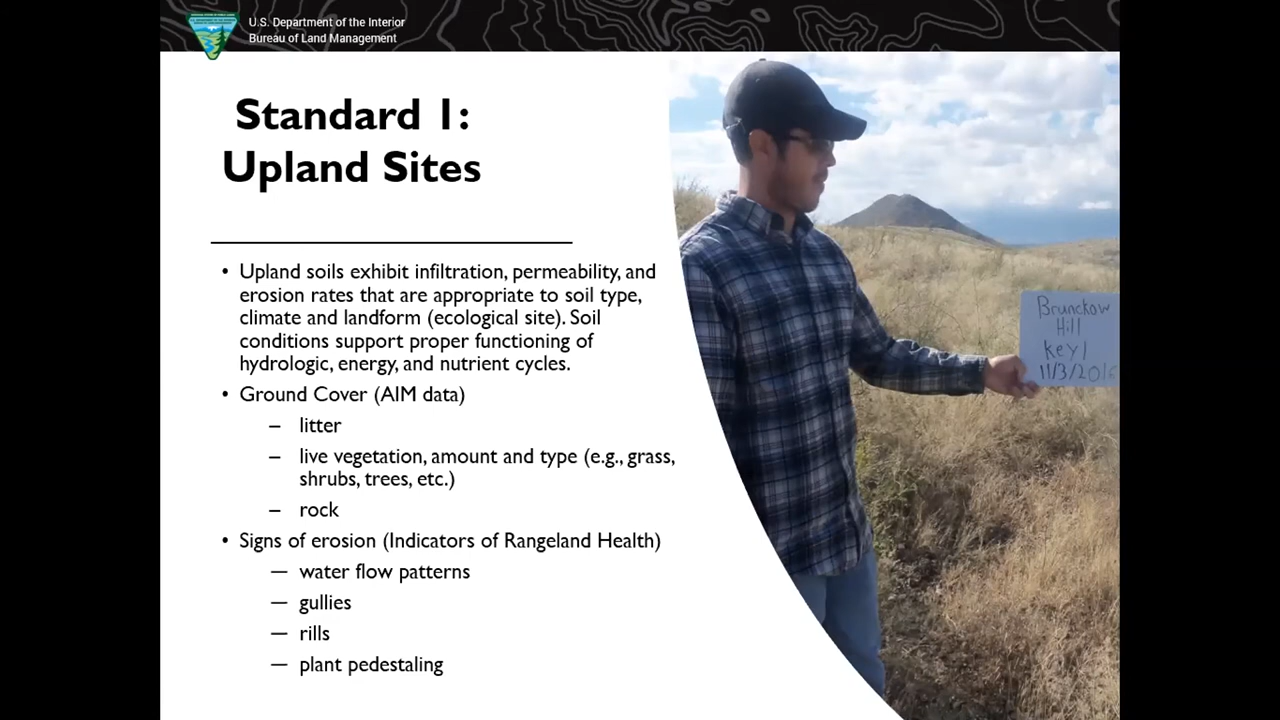 U.S. Department of the Interior
Bureau of Land Management
Standard 1:
Upland Sites
• Upland soils exhibit infiltration, permeability, and
erosion rates that are appropriate to soil type,
climate and landform (ecological site). Soil
conditions support proper functioning of
hydrologic, energy, and nutrient cycles.
• Ground Cover (AIM data)
– litter
– live vegetation, amount and type (e.g., grass,
shrubs, trees, etc.)
– rock
• Signs of erosion (Indicators of Rangeland Health)
— water flow patterns
— gullies
— rills
— plant pedestaling
Brunckow
Hill
Key1
11/3/2016